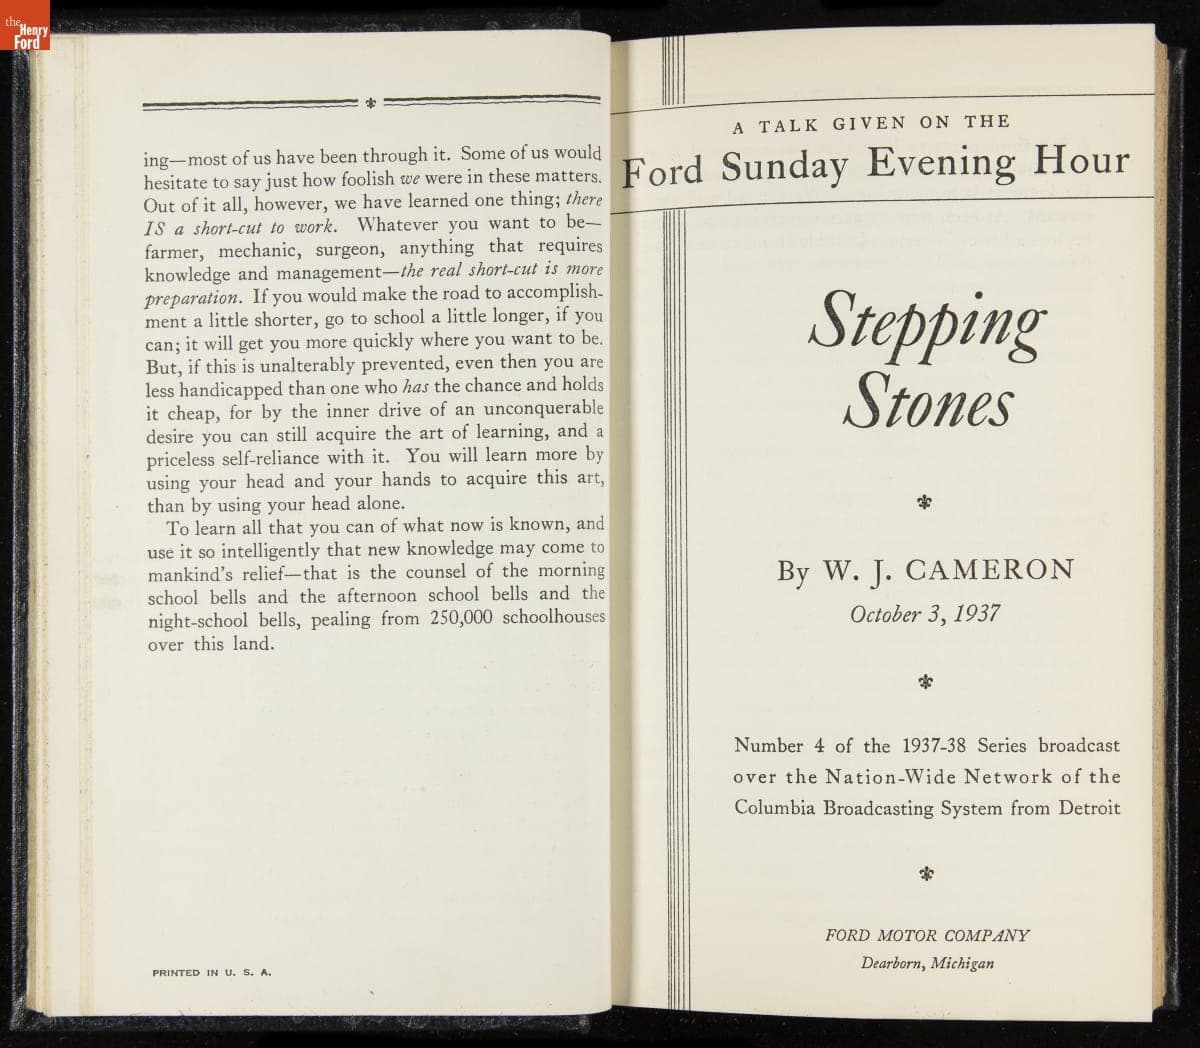 the
Henry
Ford
ing—most of us have been through it. Some of us would
hesitate to say just how foolish we were in these matters.
Out of it all, however, we have learned one thing; there
IS a short-cut to work. Whatever you want to be—
farmer, mechanic, surgeon, anything that requires
knowledge and management—the real short-cut is more
preparation. If you would make the road to accomplish-
ment a little shorter, go to school a little longer, if you
can; it will get you more quickly where you want to be.
But, if this is unalterably prevented, even then you are
less handicapped than one who has the chance and holds
it cheap, for by the inner drive of an unconquerable
desire you can still acquire the art of learning, and a
priceless self-reliance with it. You will learn more by
using your head and your hands to acquire this art,
than by using your head alone.
To learn all that you can of what now is known, and
use it so intelligently that new knowledge may come to
mankind's relief—that is the counsel of the morning
school bells and the afternoon school bells and the
night-school bells, pealing from 250,000 schoolhouses
over this land.
PRINTED IN U. S. A.
A TALK GIVEN ON THE
Ford Sunday Evening Hour
Stepping
Stones
By W. J. CAMERON
October 3, 1937
Number 4 of the 1937-38 Series broadcast
over the Nation-Wide Network of the
Columbia Broadcasting System from Detroit
FORD MOTOR COMPANY
Dearborn, Michigan